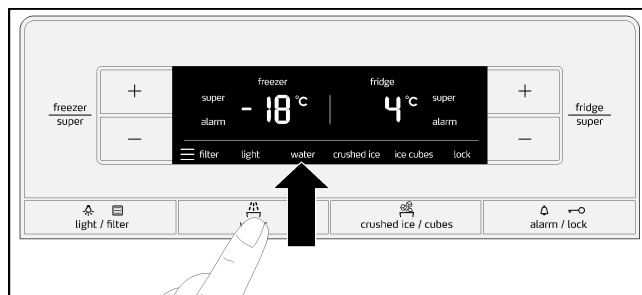 freezer fridge
super -18 °C 4 °C super
alarm alarm
+ +
freezer fridge
super super
− −
filter light water crushed ice ice cubes lock
light / filter crushed ice / cubes alarm / lock